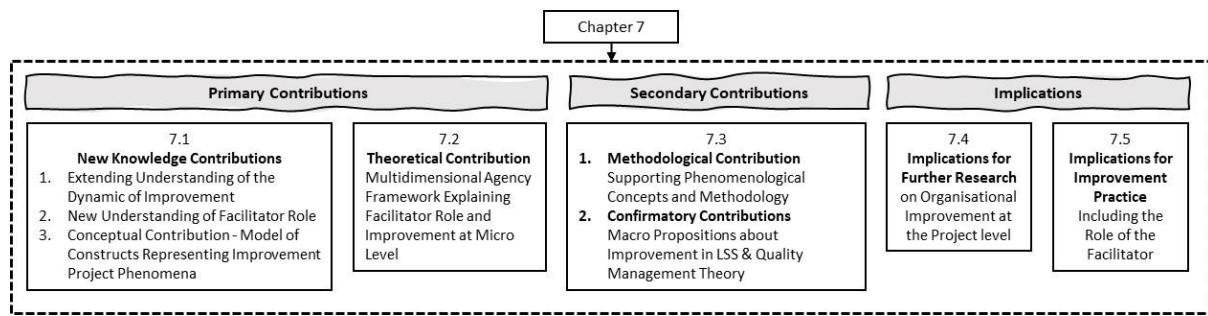 Chapter 7
Primary Contributions
Secondary Contributions
Implications
7.1
New Knowledge Contributions
1. Extending Understanding of the
Dynamic of Improvement
2. New Understanding of Facilitator Role
3. Conceptual Contribution - Model of
Constructs Representing Improvement
Project Phenomena
7.2
Theoretical Contribution
Multidimensional Agency
Framework Explaining
Facilitator Role and
Improvement at Micro
Level
7.3
1. Methodological Contribution
Supporting Phenomenological
Concepts and Methodology
2. Confirmatory Contributions
Macro Propositions about
Improvement in LSS & Quality
Management Theory
7.4
Implications for
Further Research
on Organisational
Improvement at
the Project level
7.5
Implications for
Improvement
Practice
Including the
Role of the
Facilitator